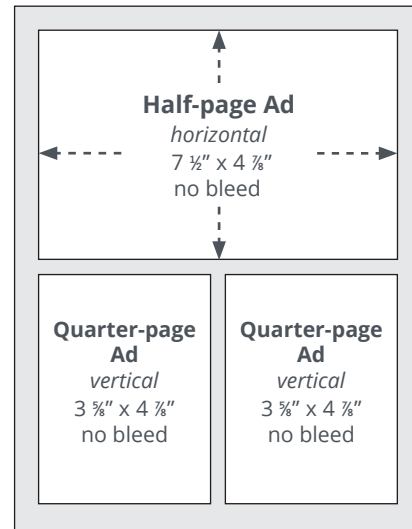 Half-page Ad
horizontal
7 ½” x 4 ⅞”
no bleed
Quarter-page
Ad
vertical
3 ⅝” x 4 ⅞”
no bleed
Quarter-page
Ad
vertical
3 ⅝” x 4 ⅞”
no bleed